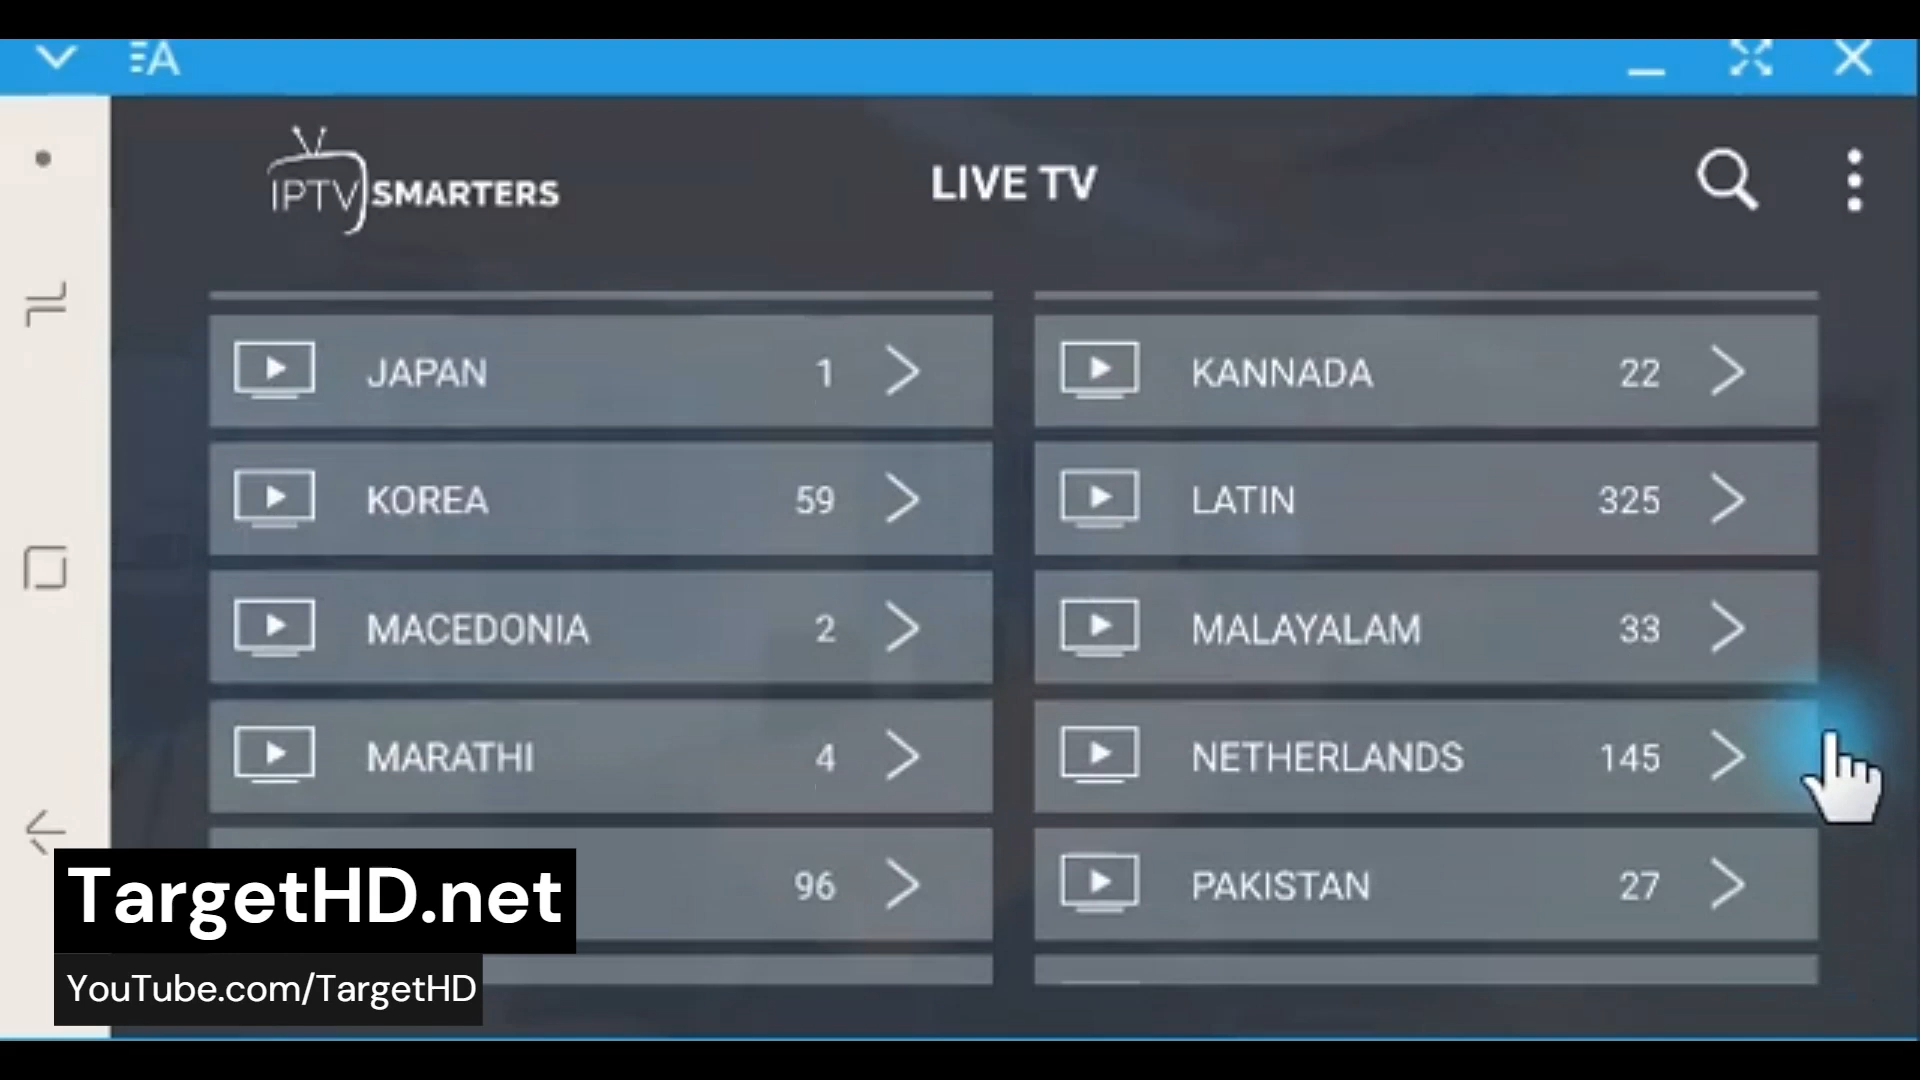 IPTV SMARTERS
LIVE TV
JAPAN 1
KANNADA 22
KOREA 59
LATIN 325
MACEDONIA 2
MALAYALAM 33
MARATHI 4
NETHERLANDS 145
96
PAKISTAN 27
TargetHD.net
YouTube.com/TargetHD